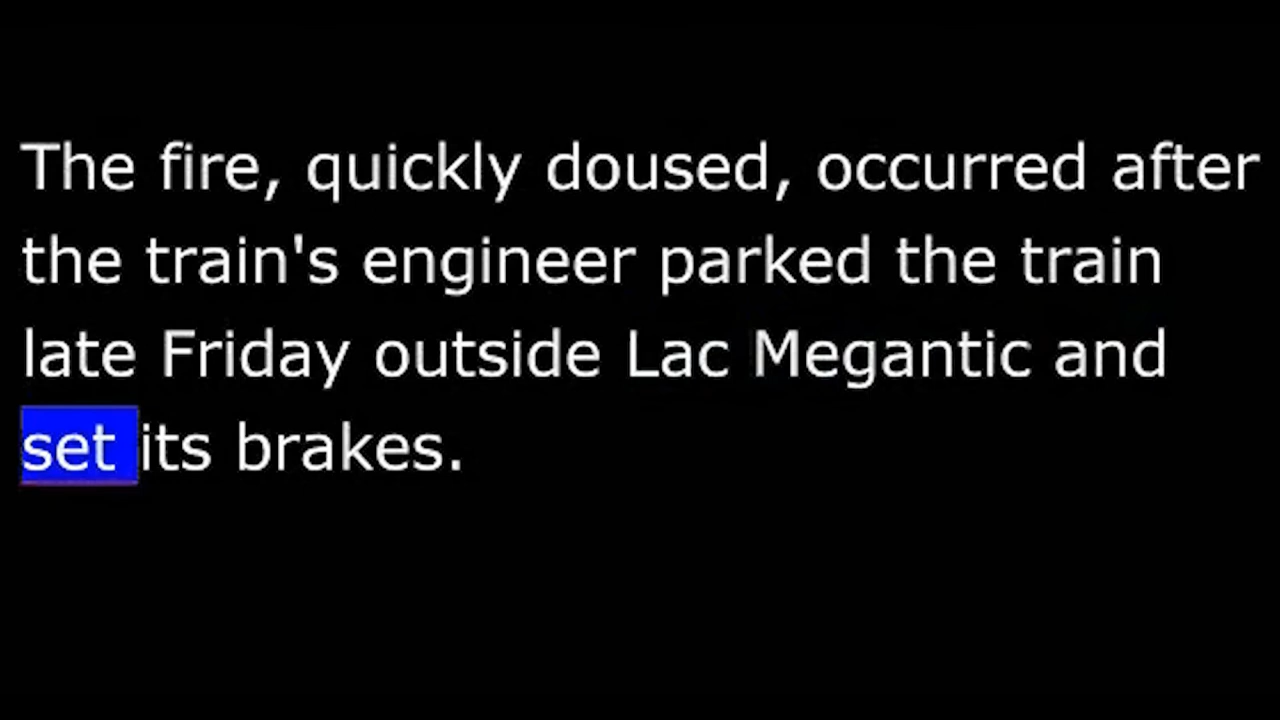 The fire, quickly doused, occurred after
the train's engineer parked the train
late Friday outside Lac Megantic and
set its brakes.